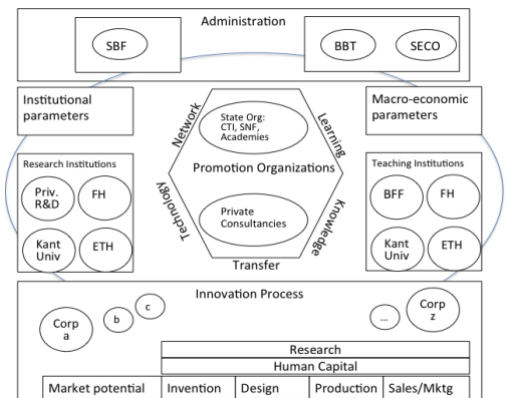 Administration
SBF
BBT
SECO
Institutional
parameters
Macro-economic
parameters
Network
Learning
State Org:
CTI, SNF,
Academies
Promotion Organizations
Research Institutions
Priv.
R&D
FH
Kant
Univ
ETH
Technology
Private
Consultancies
Knowledge
Transfer
Teaching Institutions
BFF
FH
Kant
Univ
ETH
Innovation Process
Corp
a
b
c
...
Corp
z
Research
Human Capital
Market potential
Invention
Design
Production
Sales/Mktg